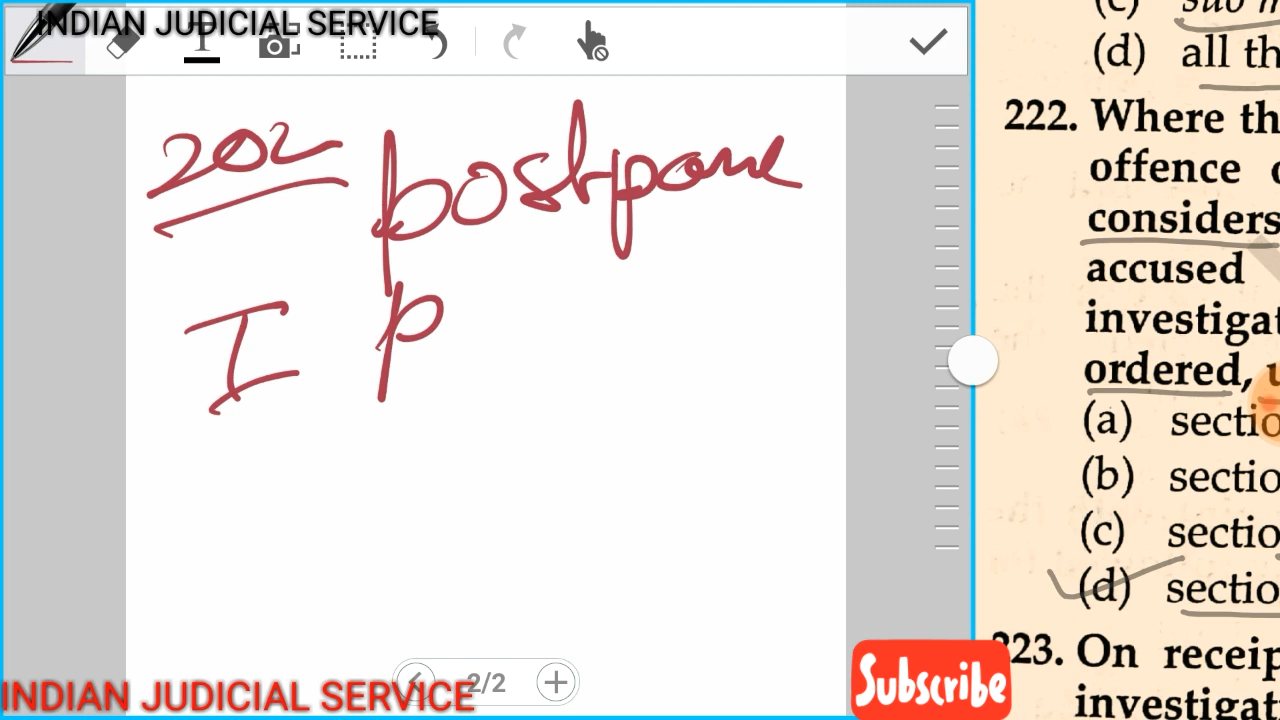 INDIAN JUDICIAL SERVICE
T
202 postpone
I P
2/2
INDIAN JUDICIAL SERVICE
Subscribe
(d) all th
222. Where th
offence
considers
accused
investigat
ordered,
(a) sectio
(b) sectio
(c) sectio
(d) sectio
223. On receip
investigat